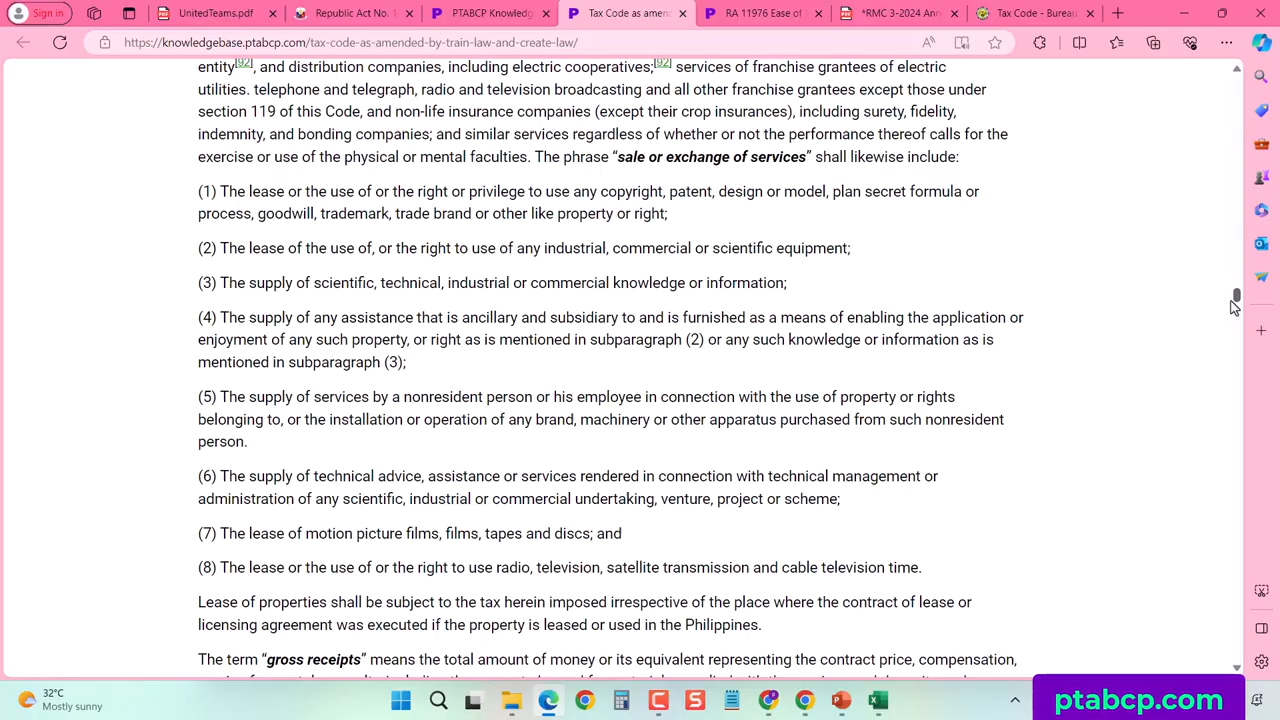 Sign in
UnitedTeams.pdf
Republic Act No. 1
PTABCP Knowledg
Tax Code as amen
RA 11976 Ease of
*RMC 3-2024 Ann
Tax Code - Bureau
https://knowledgebase.ptabcp.com/tax-code-as-amended-by-train-law-and-create-law/
entity[92], and distribution companies, including electric cooperatives;[92] services of franchise grantees of electric
utilities. telephone and telegraph, radio and television broadcasting and all other franchise grantees except those under
section 119 of this Code, and non-life insurance companies (except their crop insurances), including surety, fidelity,
indemnity, and bonding companies; and similar services regardless of whether or not the performance thereof calls for the
exercise or use of the physical or mental faculties. The phrase “sale or exchange of services” shall likewise include:
(1) The lease or the use of or the right or privilege to use any copyright, patent, design or model, plan secret formula or
process, goodwill, trademark, trade brand or other like property or right;
(2) The lease of the use of, or the right to use of any industrial, commercial or scientific equipment;
(3) The supply of scientific, technical, industrial or commercial knowledge or information;
(4) The supply of any assistance that is ancillary and subsidiary to and is furnished as a means of enabling the application or
enjoyment of any such property, or right as is mentioned in subparagraph (2) or any such knowledge or information as is
mentioned in subparagraph (3);
(5) The supply of services by a nonresident person or his employee in connection with the use of property or rights
belonging to, or the installation or operation of any brand, machinery or other apparatus purchased from such nonresident
person.
(6) The supply of technical advice, assistance or services rendered in connection with technical management or
administration of any scientific, industrial or commercial undertaking, venture, project or scheme;
(7) The lease of motion picture films, films, tapes and discs; and
(8) The lease or the use of or the right to use radio, television, satellite transmission and cable television time.
Lease of properties shall be subject to the tax herein imposed irrespective of the place where the contract of lease or
licensing agreement was executed if the property is leased or used in the Philippines.
The term “gross receipts” means the total amount of money or its equivalent representing the contract price, compensation,
32°C
Mostly sunny
ptabcp.com